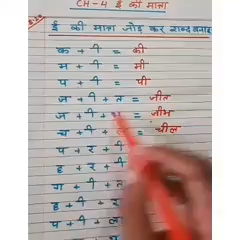 CH-4 ई की मात्रा
ई की मात्रा जोड़ कर शब्द बनाइए
क + ी = की
म + ी = मी
प + ी = पी
ज + ी + त = जीत
ज + ी + = जीभ
च + ी + ल = चील
प + र + ी
ह + र + ी
ग + ी + त
ह + ी + र
प + ी + ल